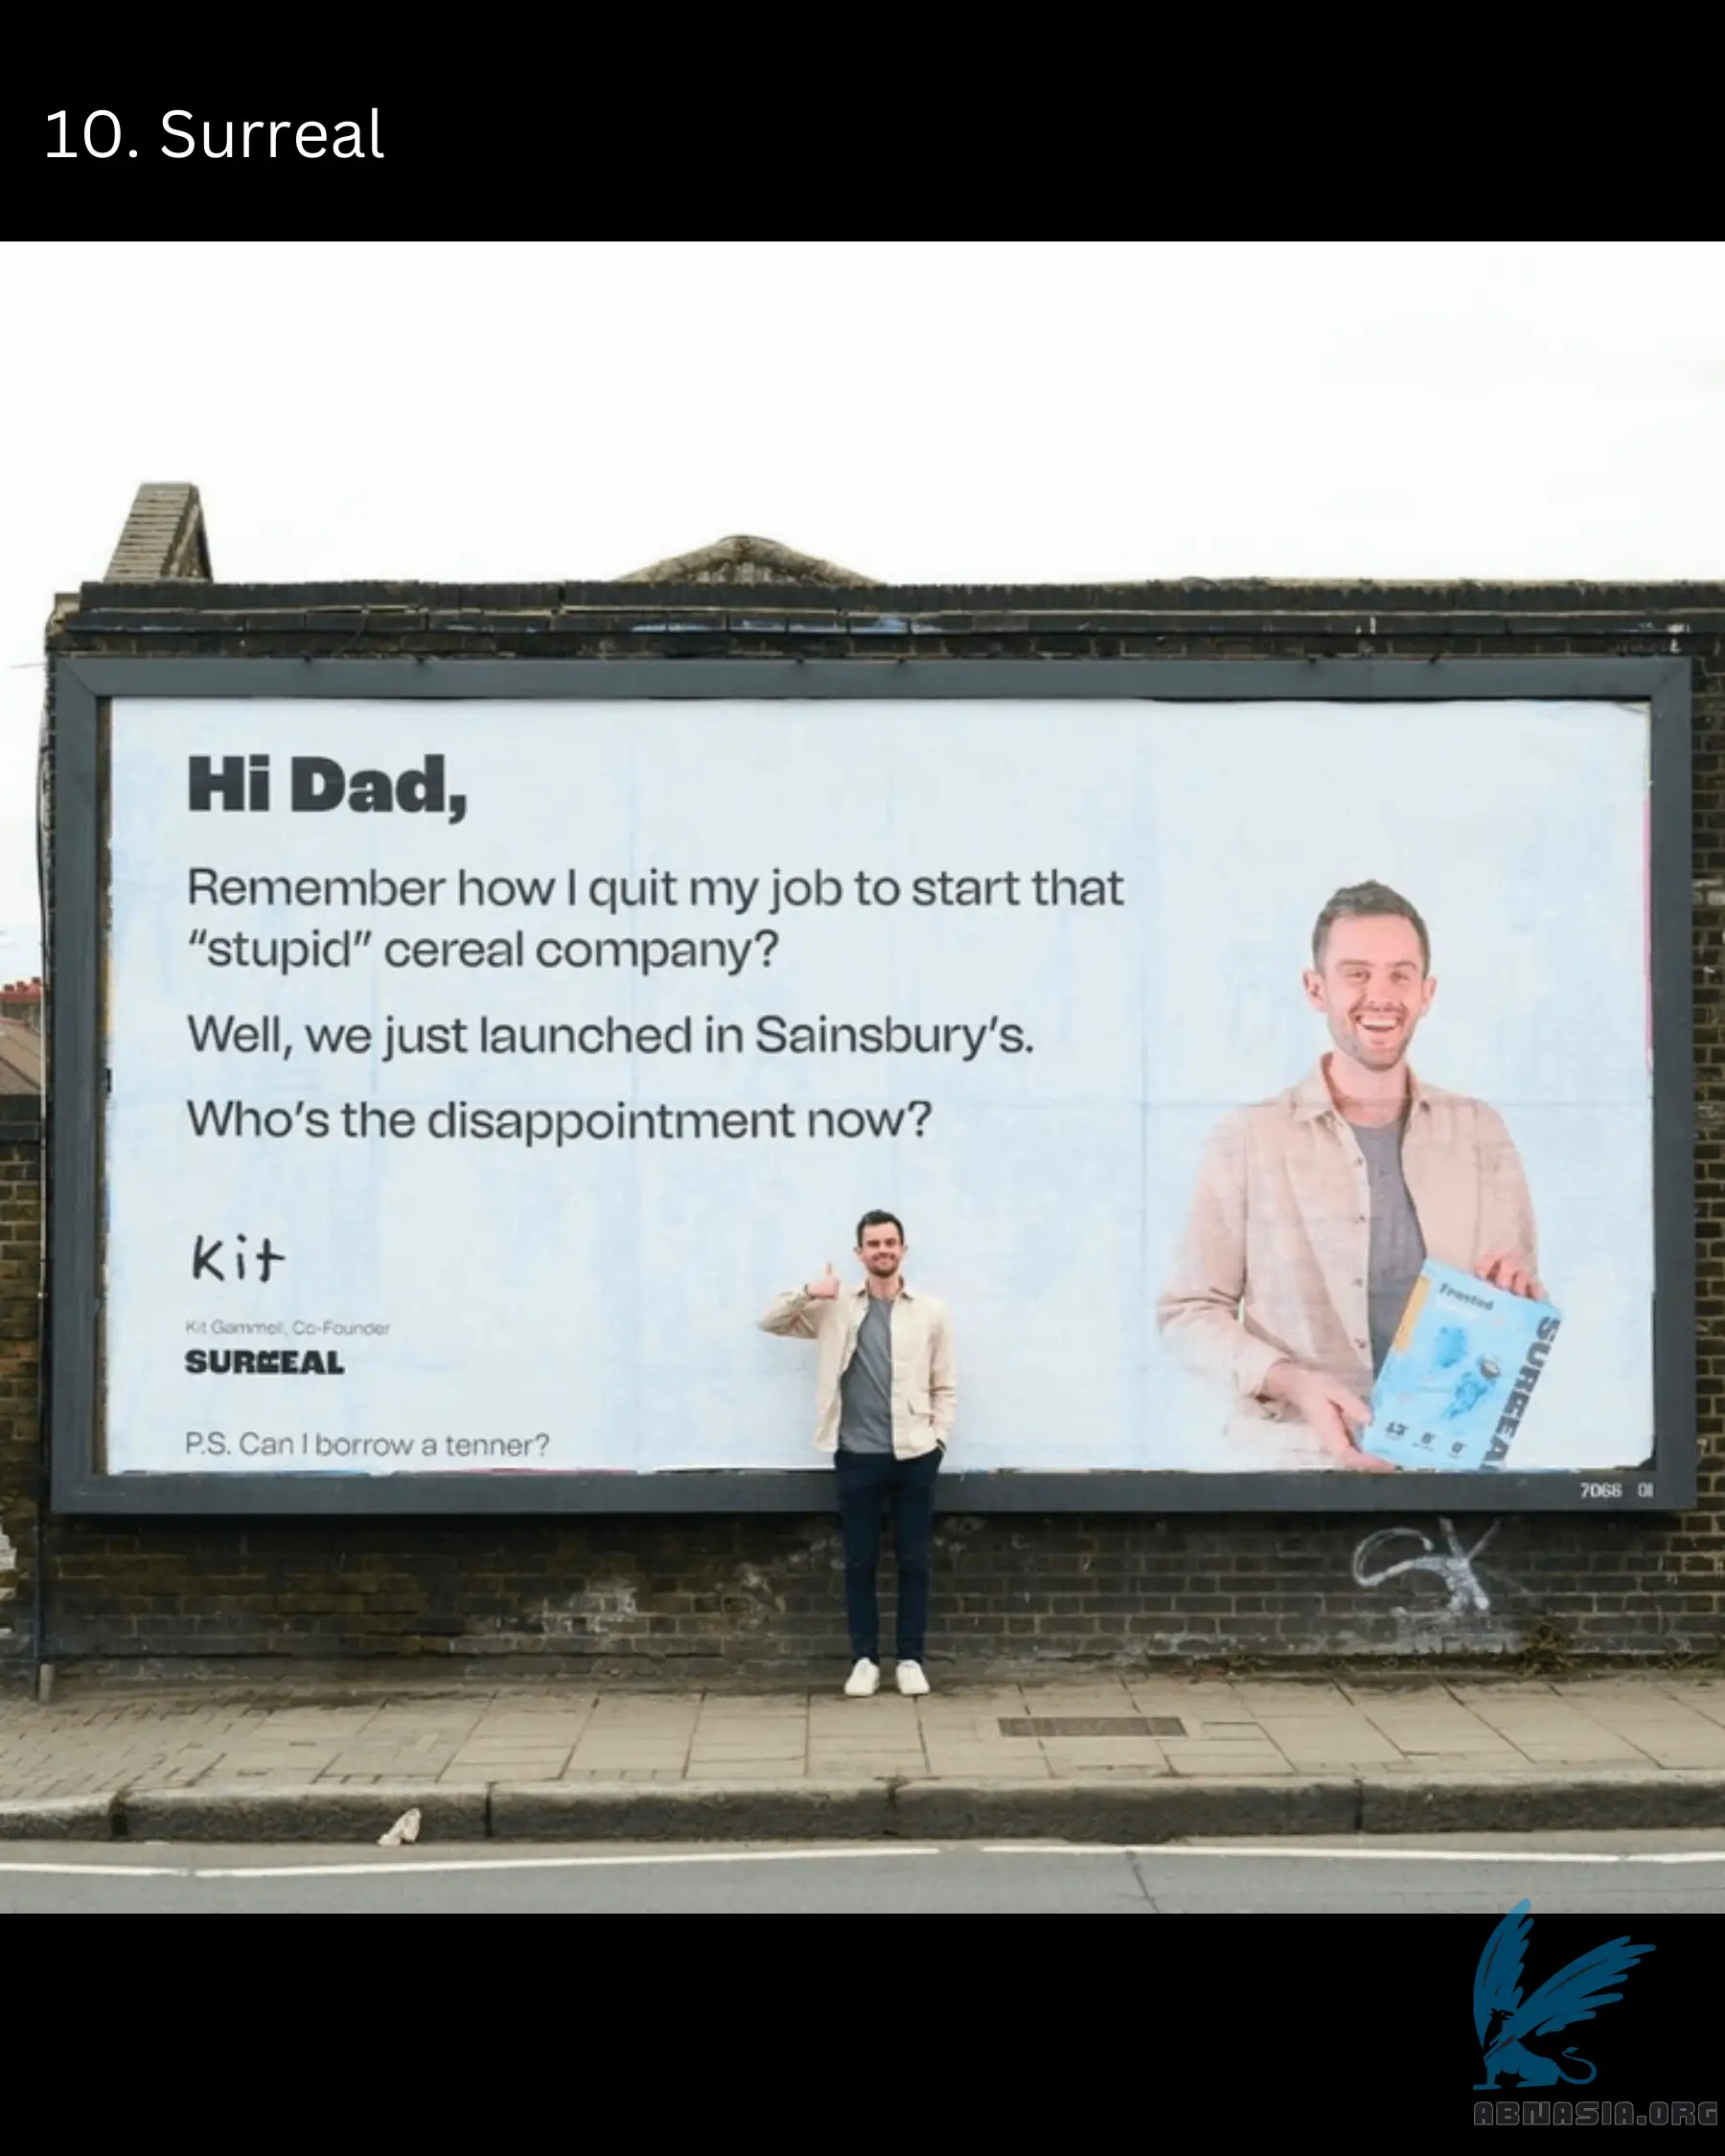 10. Surreal
Hi Dad,
Remember how I quit my job to start that
“stupid” cereal company?
Well, we just launched in Sainsbury’s.
Who’s the disappointment now?
Kit
Kit Gammell, Co-Founder
SURREAL
P.S. Can I borrow a tenner?
Frosted
SURREAL
7066 01
SK
ABNASIA.ORG